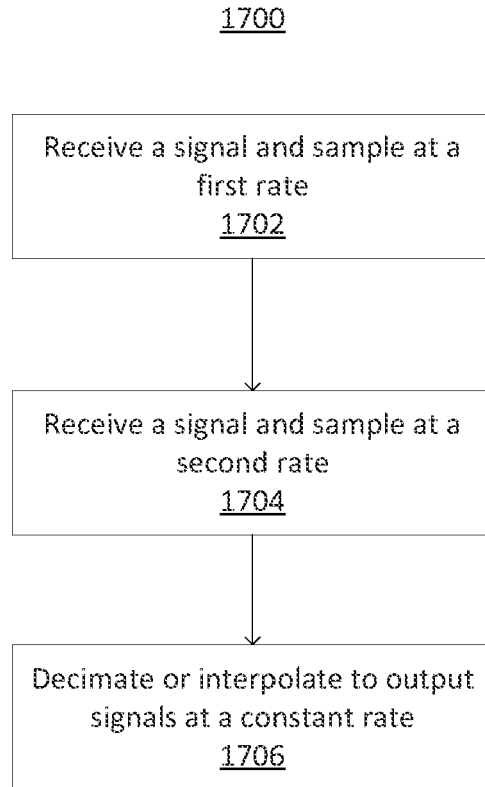 1700
Receive a signal and sample at a
first rate
1702
Receive a signal and sample at a
second rate
1704
Decimate or interpolate to output
signals at a constant rate
1706